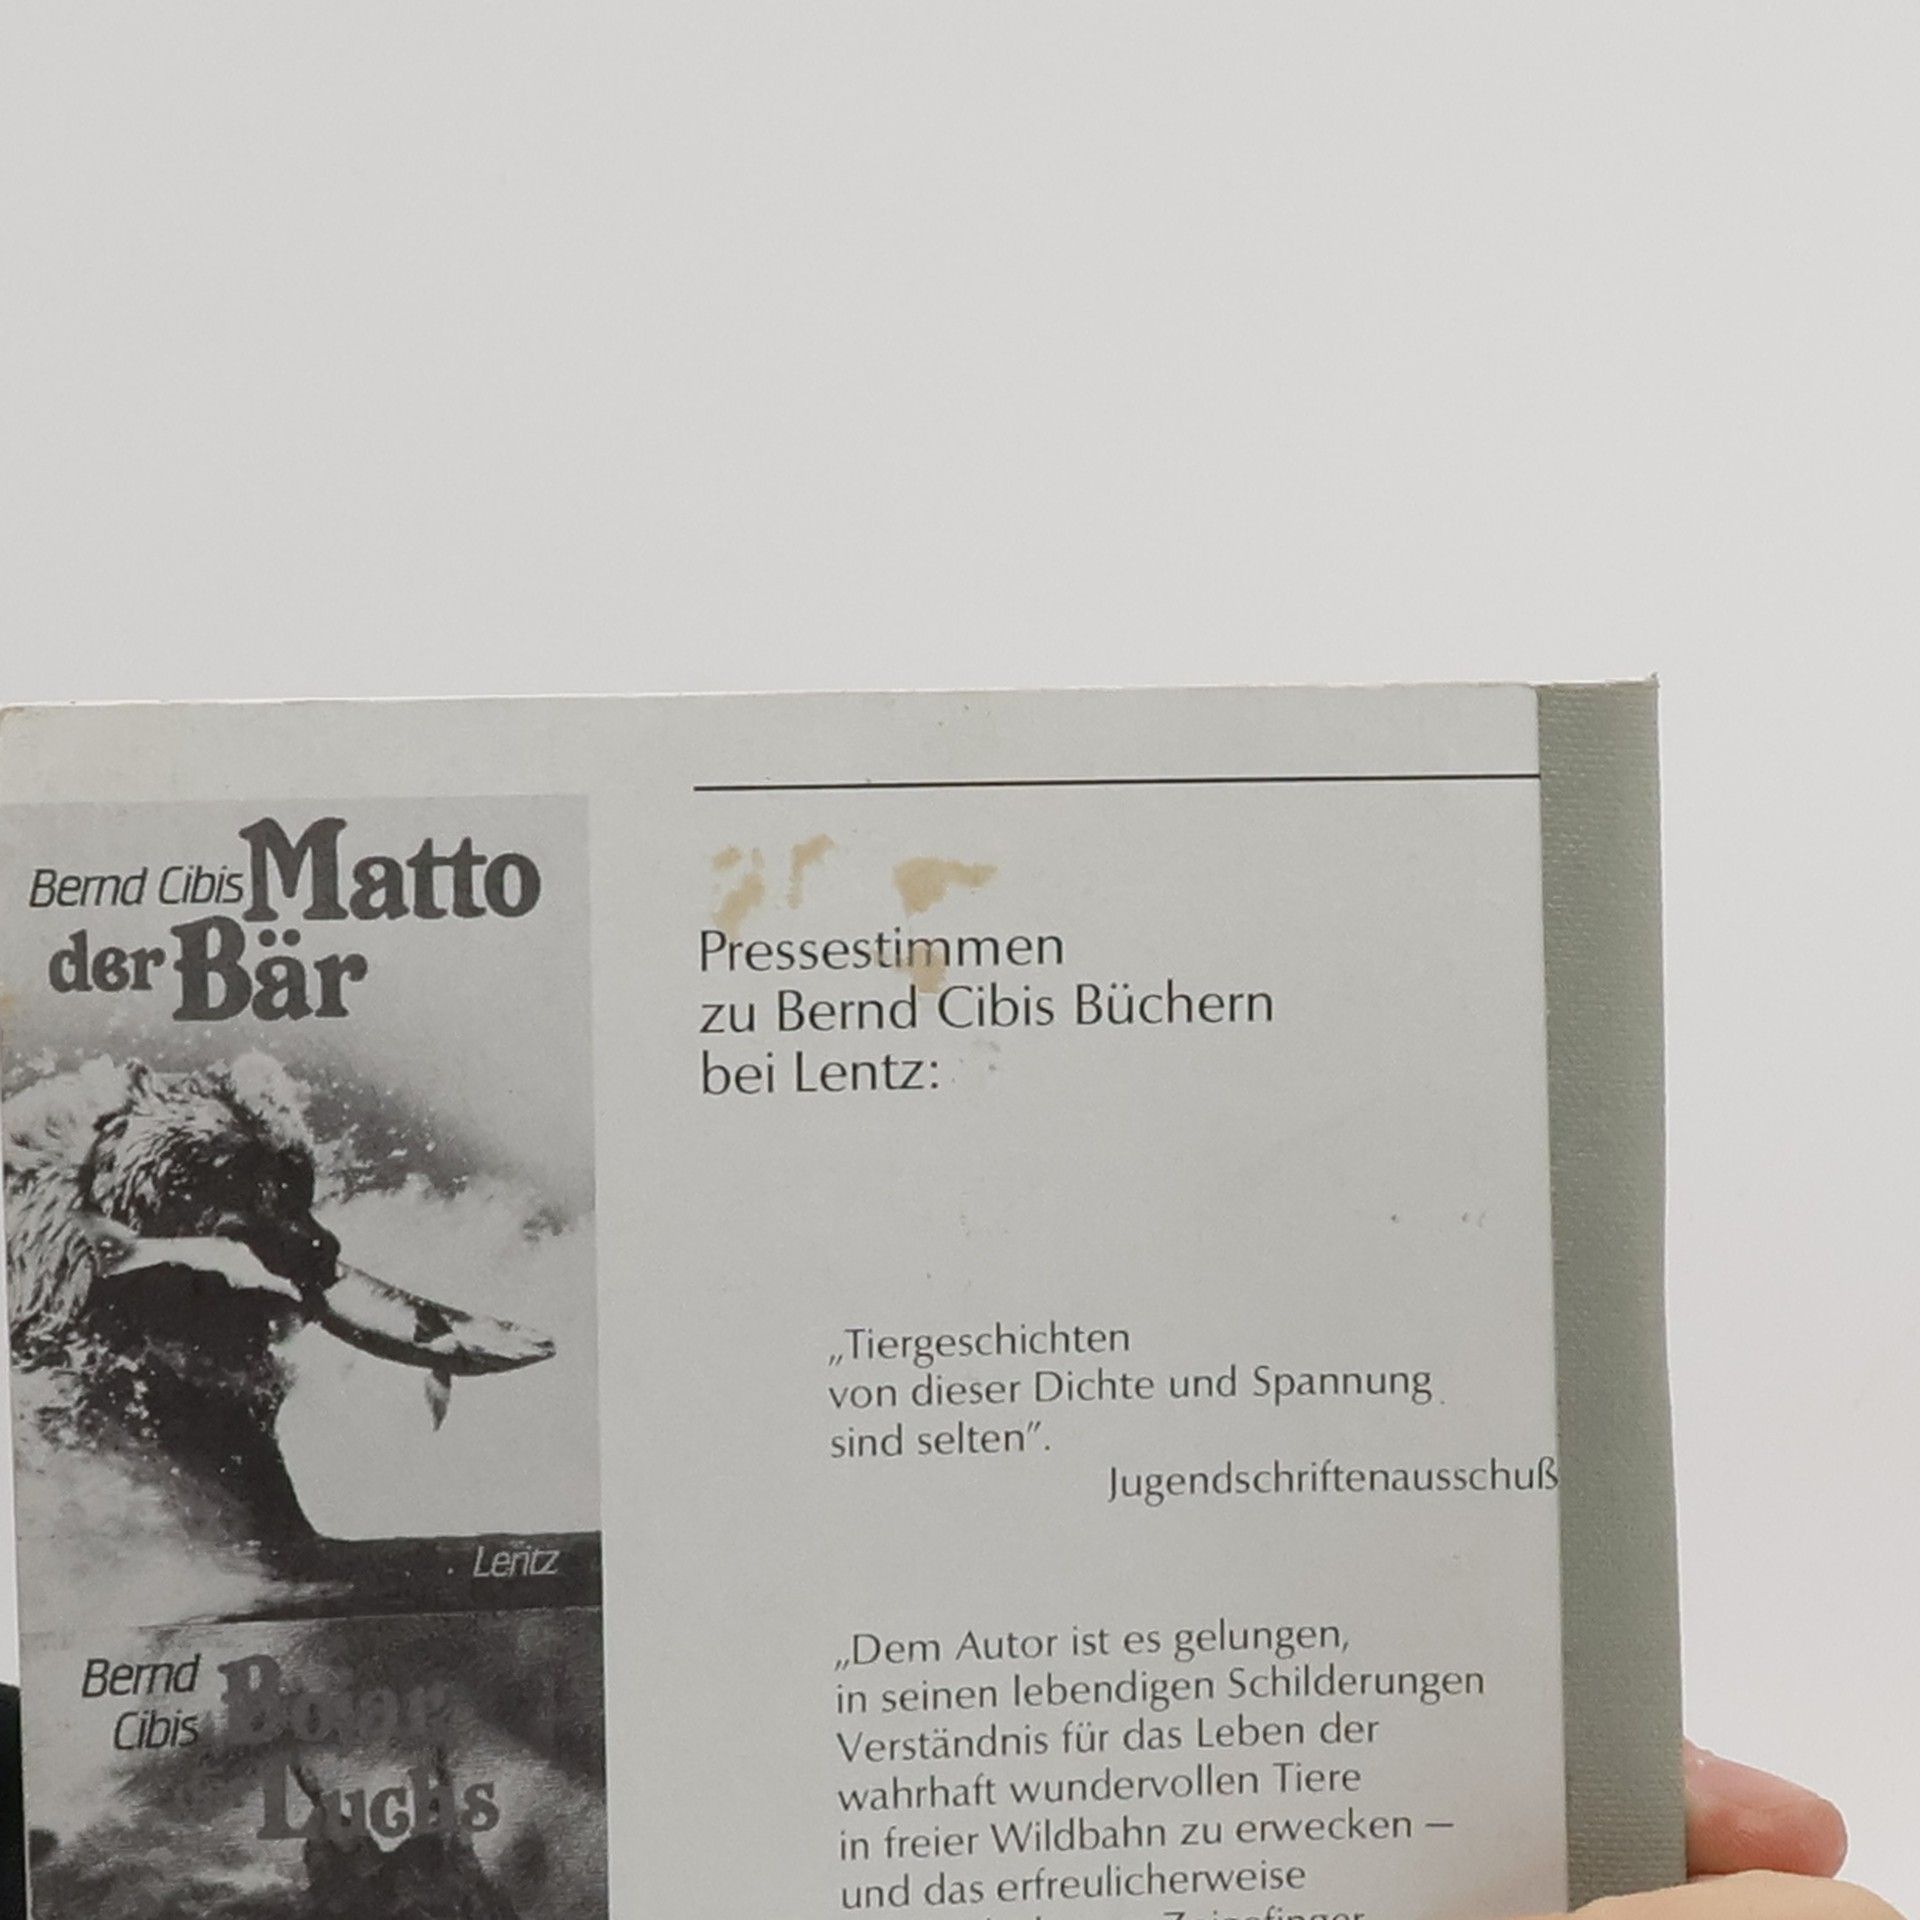 Bernd Cibis Matto
der Bär
Lentz
Bernd
Cibis
Luchs
Pressestimmen
zu Bernd Cibis Büchern
bei Lentz:
„Tiergeschichten
von dieser Dichte und Spannung
sind selten”.
Jugendschriftenausschuß
„Dem Autor ist es gelungen,
in seinen lebendigen Schilderungen
Verständnis für das Leben der
wahrhaft wundervollen Tiere
in freier Wildbahn zu erwecken —
und das erfreulicherweise